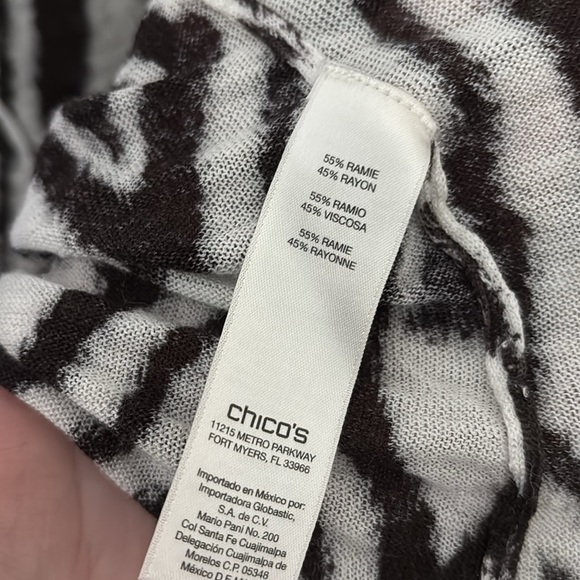 55% RAMIE
45% RAYON
55% RAMIO
45% VISCOSA
55% RAMIE
45% RAYONNE
chico's
11215 METRO PARKWAY
FORT MYERS, FL 33966
Importado en México por:
Importadora Globastic,
S.A. de C.V.
Mario Pani No. 200
Col Santa Fe Cuajimalpa
Delegación Cuajimalpa de
Morelos C.P. 05348